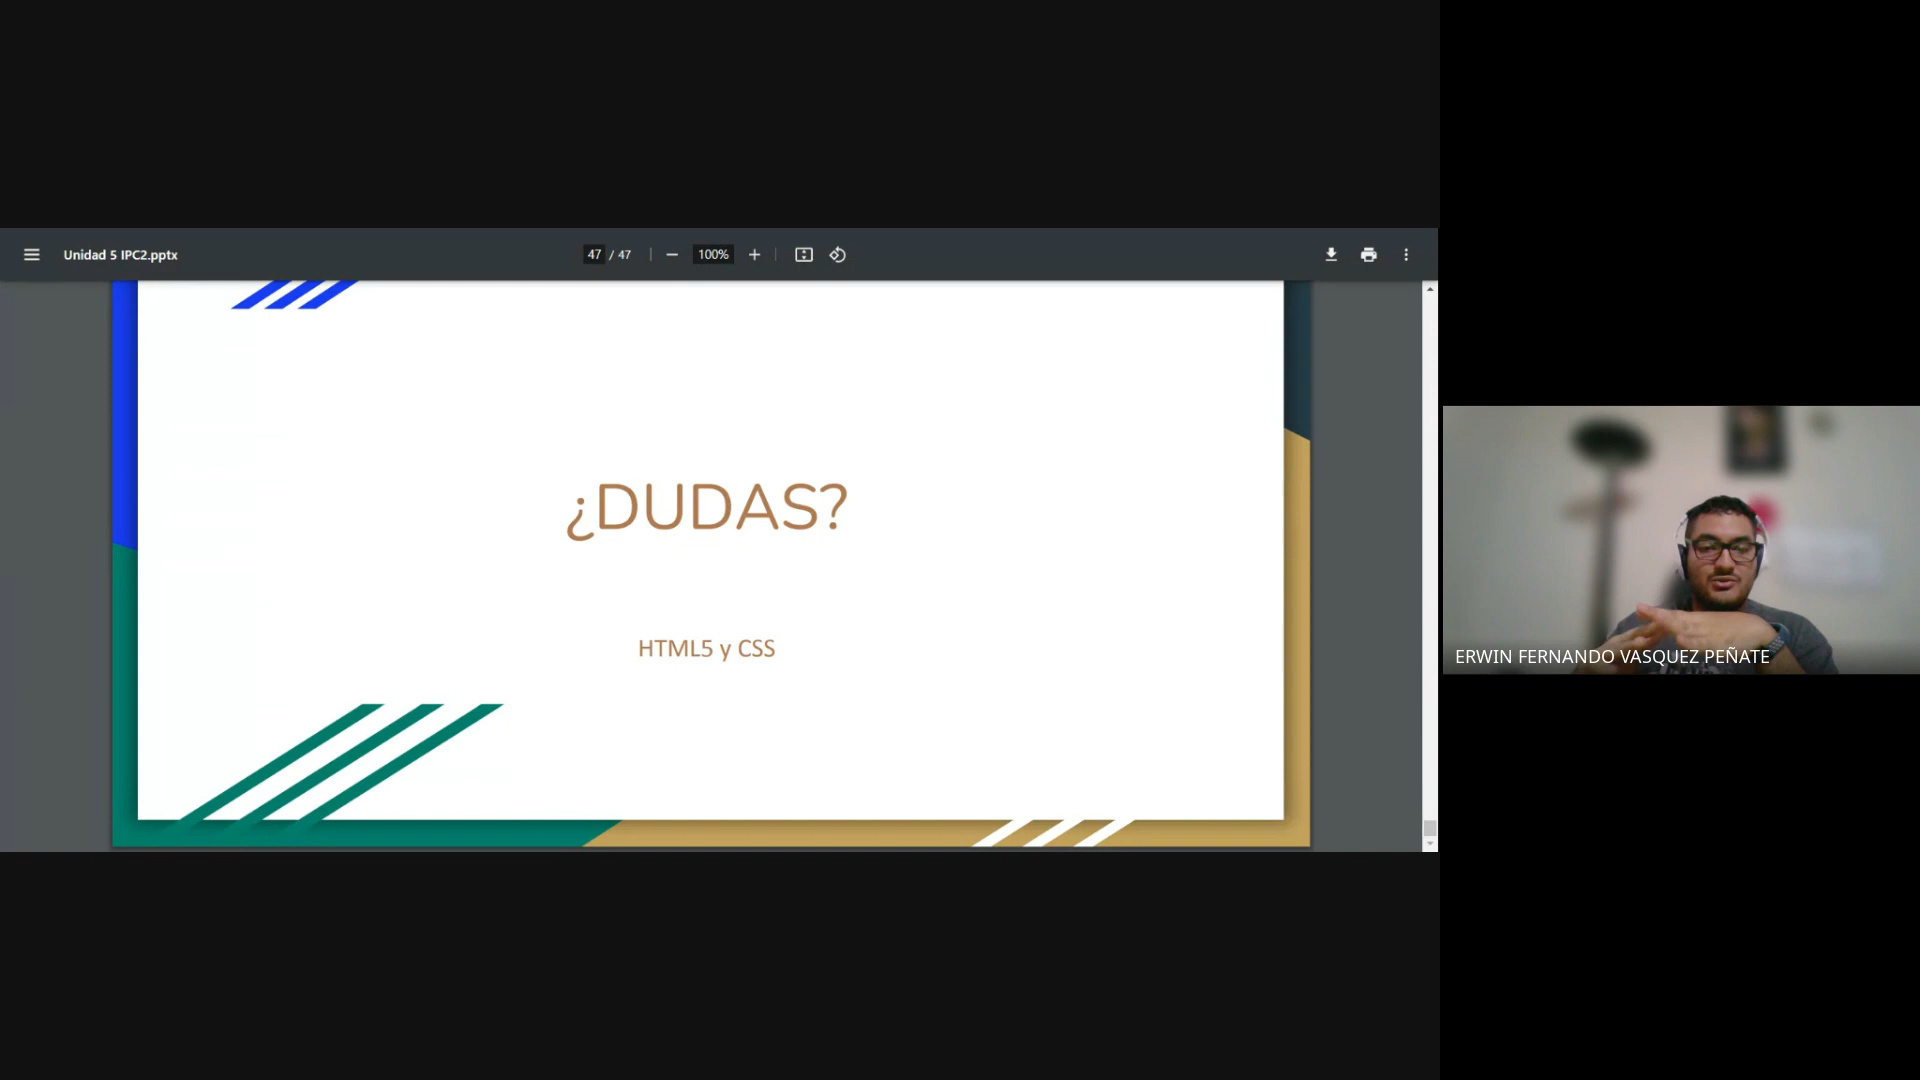 Unidad 5 IPC2.pptx
47 / 47
100%
¿DUDAS?
HTML5 y CSS
ERWIN FERNANDO VASQUEZ PEÑATE